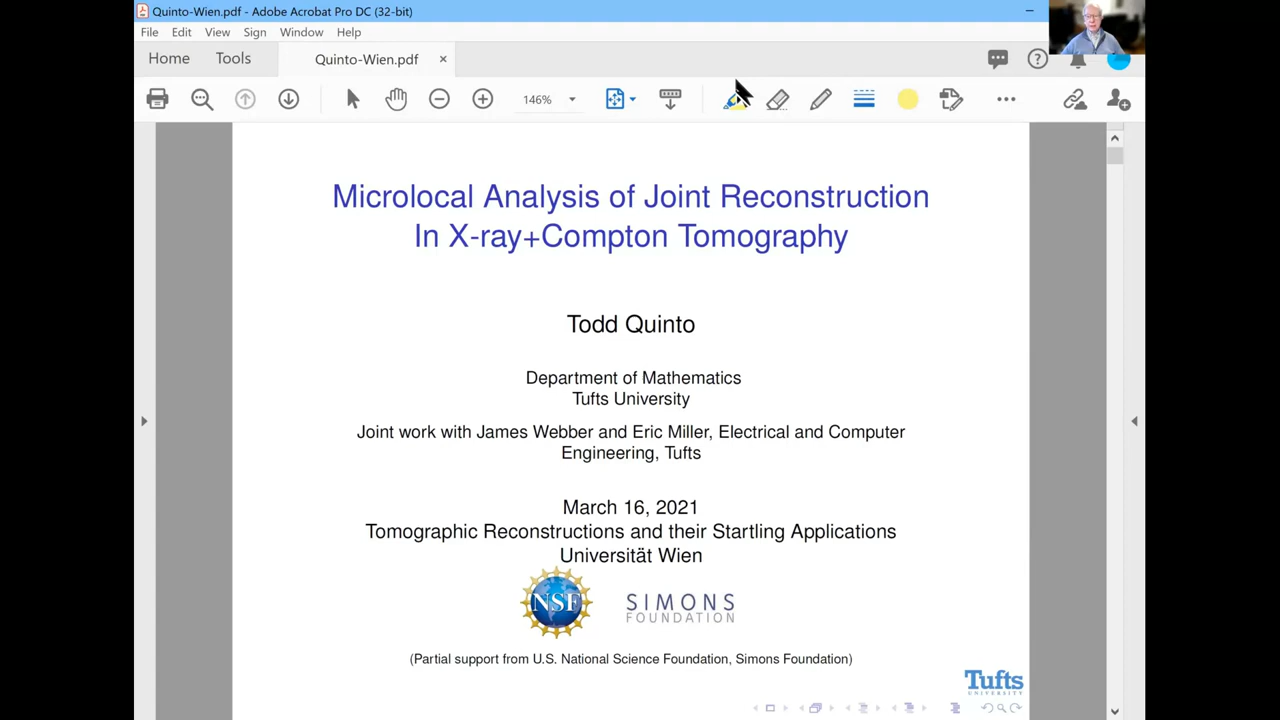 Quinto-Wien.pdf - Adobe Acrobat Pro DC (32-bit)
File Edit View Sign Window Help
Home Tools Quinto-Wien.pdf ×
146%
Microlocal Analysis of Joint Reconstruction
In X-ray+Compton Tomography
Todd Quinto
Department of Mathematics
Tufts University
Joint work with James Webber and Eric Miller, Electrical and Computer
Engineering, Tufts
March 16, 2021
Tomographic Reconstructions and their Startling Applications
Universität Wien
NSF
SIMONS
FOUNDATION
(Partial support from U.S. National Science Foundation, Simons Foundation)
Tufts
UNIVERSITY